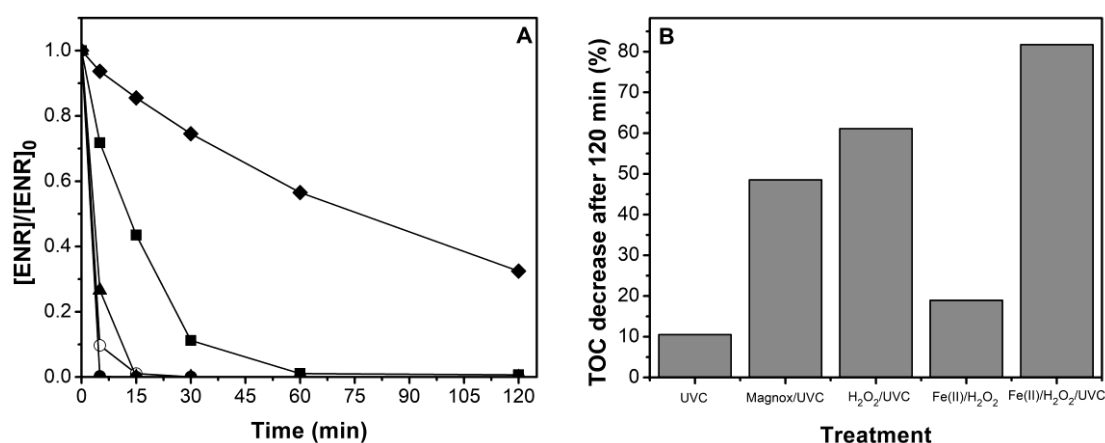 A
[ENR]/[ENR]₀
1.0
0.8
0.6
0.4
0.2
0.0
0 15 30 45 60 75 90 105 120
Time (min)
B
TOC decrease after 120 min (%)
80
70
60
50
40
30
20
10
0
UVC Magnox/UVC H₂O₂/UVC Fe(II)/H₂O₂ Fe(II)/H₂O₂/UVC
Treatment